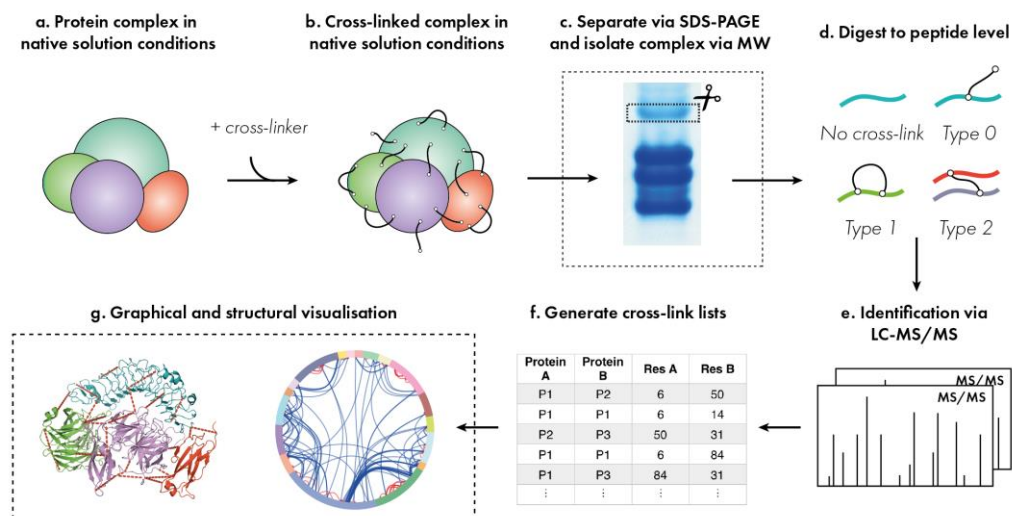 a. Protein complex in
native solution conditions
b. Cross-linked complex in
native solution conditions
c. Separate via SDS-PAGE
and isolate complex via MW
d. Digest to peptide level
+ cross-linker
No cross-link
Type 0
Type 1
Type 2
e. Identification via
LC-MS/MS
MS/MS
MS/MS
f. Generate cross-link lists
Protein A Protein B Res A Res B
P1 P2 6 50
P1 P1 6 14
P2 P3 50 31
P1 P1 6 84
P1 P3 84 31
⋮ ⋮ ⋮ ⋮
g. Graphical and structural visualisation